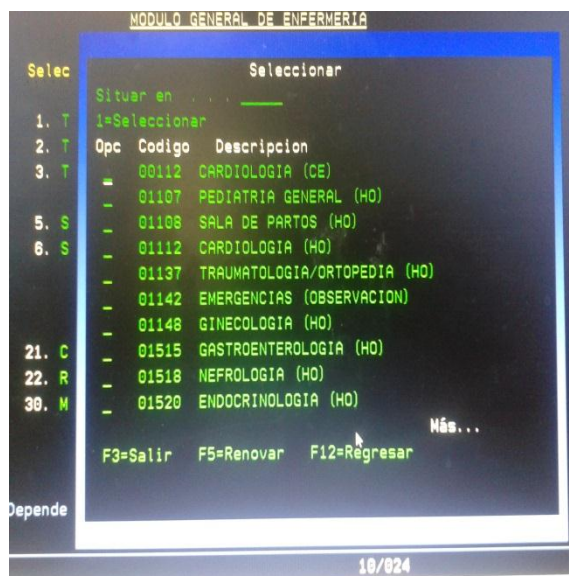 MODULO GENERAL DE ENFERMERIA
Selec
Seleccionar
Situar en . . . _____
1. T
1=Seleccionar
2. T
Opc Codigo Descripcion
3. T
_ 00112 CARDIOLOGIA (CE)
_ 01107 PEDIATRIA GENERAL (HO)
5. S
_ 01108 SALA DE PARTOS (HO)
6. S
_ 01112 CARDIOLOGIA (HO)
_ 01137 TRAUMATOLOGIA/ORTOPEDIA (HO)
_ 01142 EMERGENCIAS (OBSERVACION)
_ 01148 GINECOLOGIA (HO)
21. C
_ 01515 GASTROENTEROLOGIA (HO)
22. R
_ 01518 NEFROLOGIA (HO)
30. M
_ 01520 ENDOCRINOLOGIA (HO)
Más...
F3=Salir F5=Renovar F12=Regresar
Depende
10/024